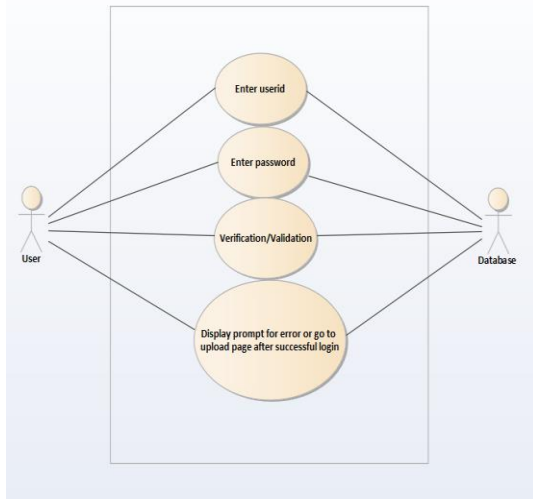 Enter userid
Enter password
Verification/Validation
User
Database
Display prompt for error or go to
upload page after successful login